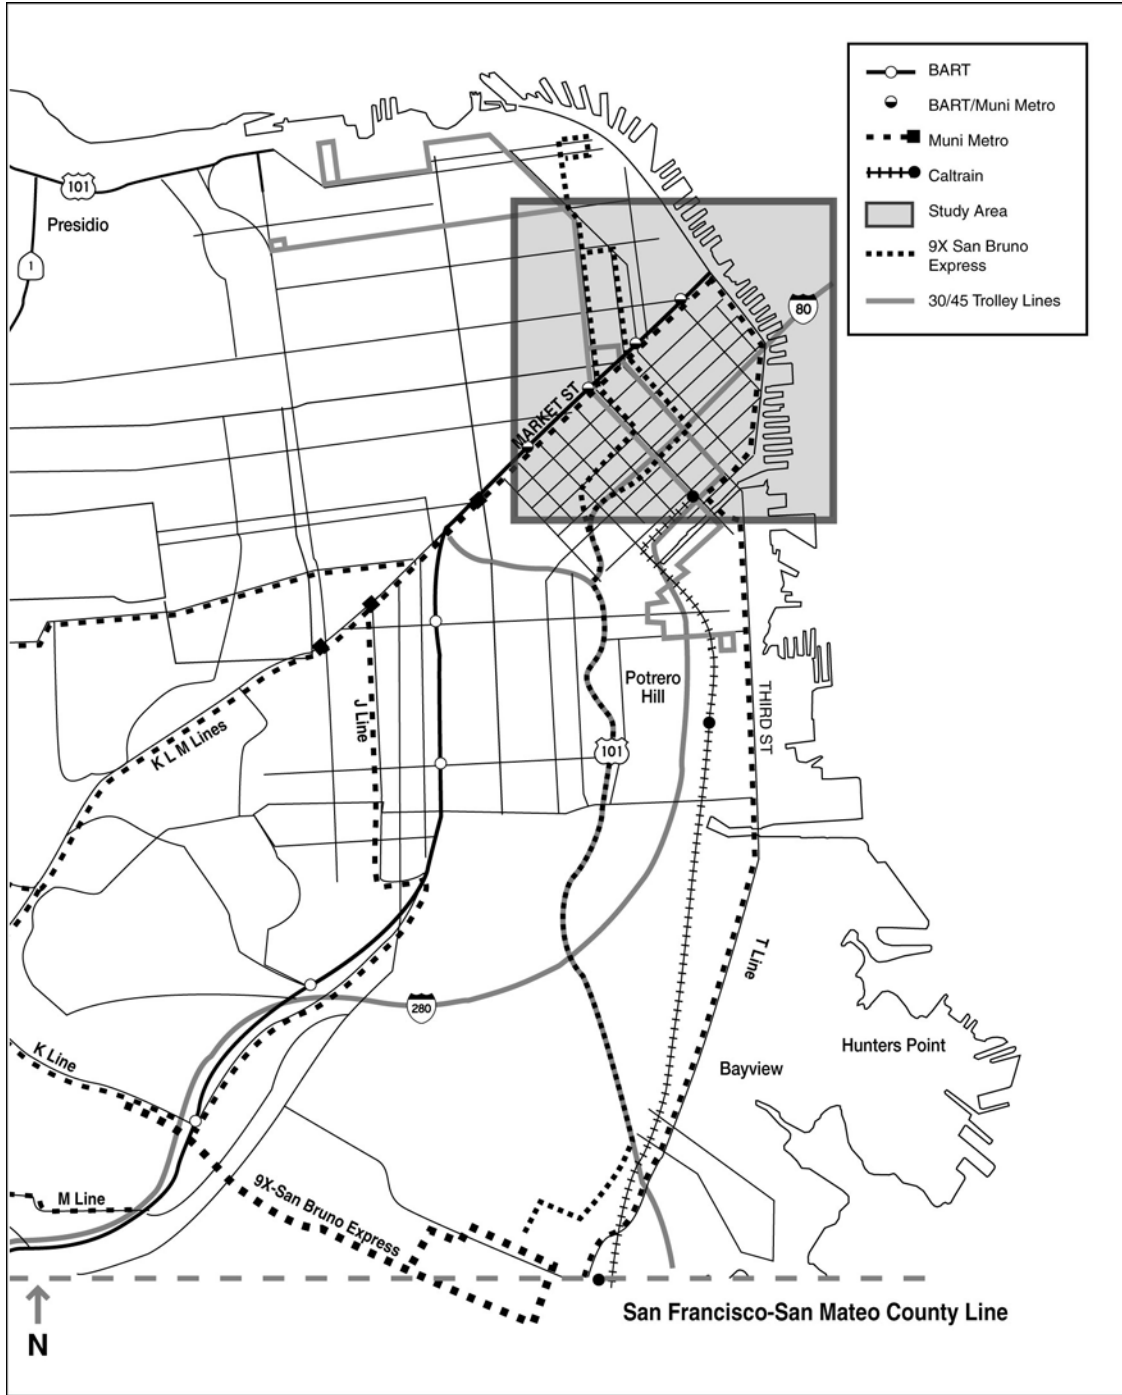 BART
BART/Muni Metro
Muni Metro
Caltrain
Study Area
9X San Bruno
Express
30/45 Trolley Lines
101
Presidio
1
80
MARKET ST
Potrero
Hill
THIRD ST
J Line
K L M Lines
101
T Line
280
Hunters Point
Bayview
K Line
M Line
9X-San Bruno Express
San Francisco-San Mateo County Line
N